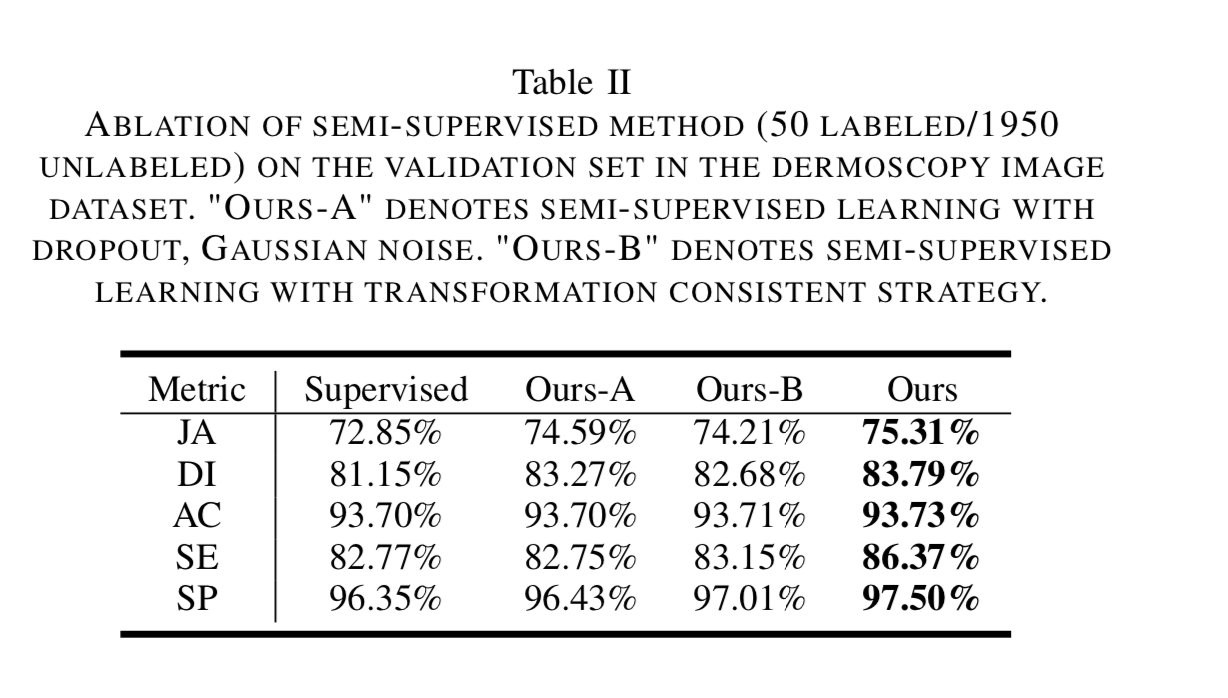 Table II
ABLATION OF SEMI-SUPERVISED METHOD (50 LABELED/1950
UNLABELED) ON THE VALIDATION SET IN THE DERMOSCOPY IMAGE
DATASET. "OURS-A" DENOTES SEMI-SUPERVISED LEARNING WITH
DROPOUT, GAUSSIAN NOISE. "OURS-B" DENOTES SEMI-SUPERVISED
LEARNING WITH TRANSFORMATION CONSISTENT STRATEGY.
Metric Supervised Ours-A Ours-B Ours
JA 72.85% 74.59% 74.21% 75.31%
DI 81.15% 83.27% 82.68% 83.79%
AC 93.70% 93.70% 93.71% 93.73%
SE 82.77% 82.75% 83.15% 86.37%
SP 96.35% 96.43% 97.01% 97.50%